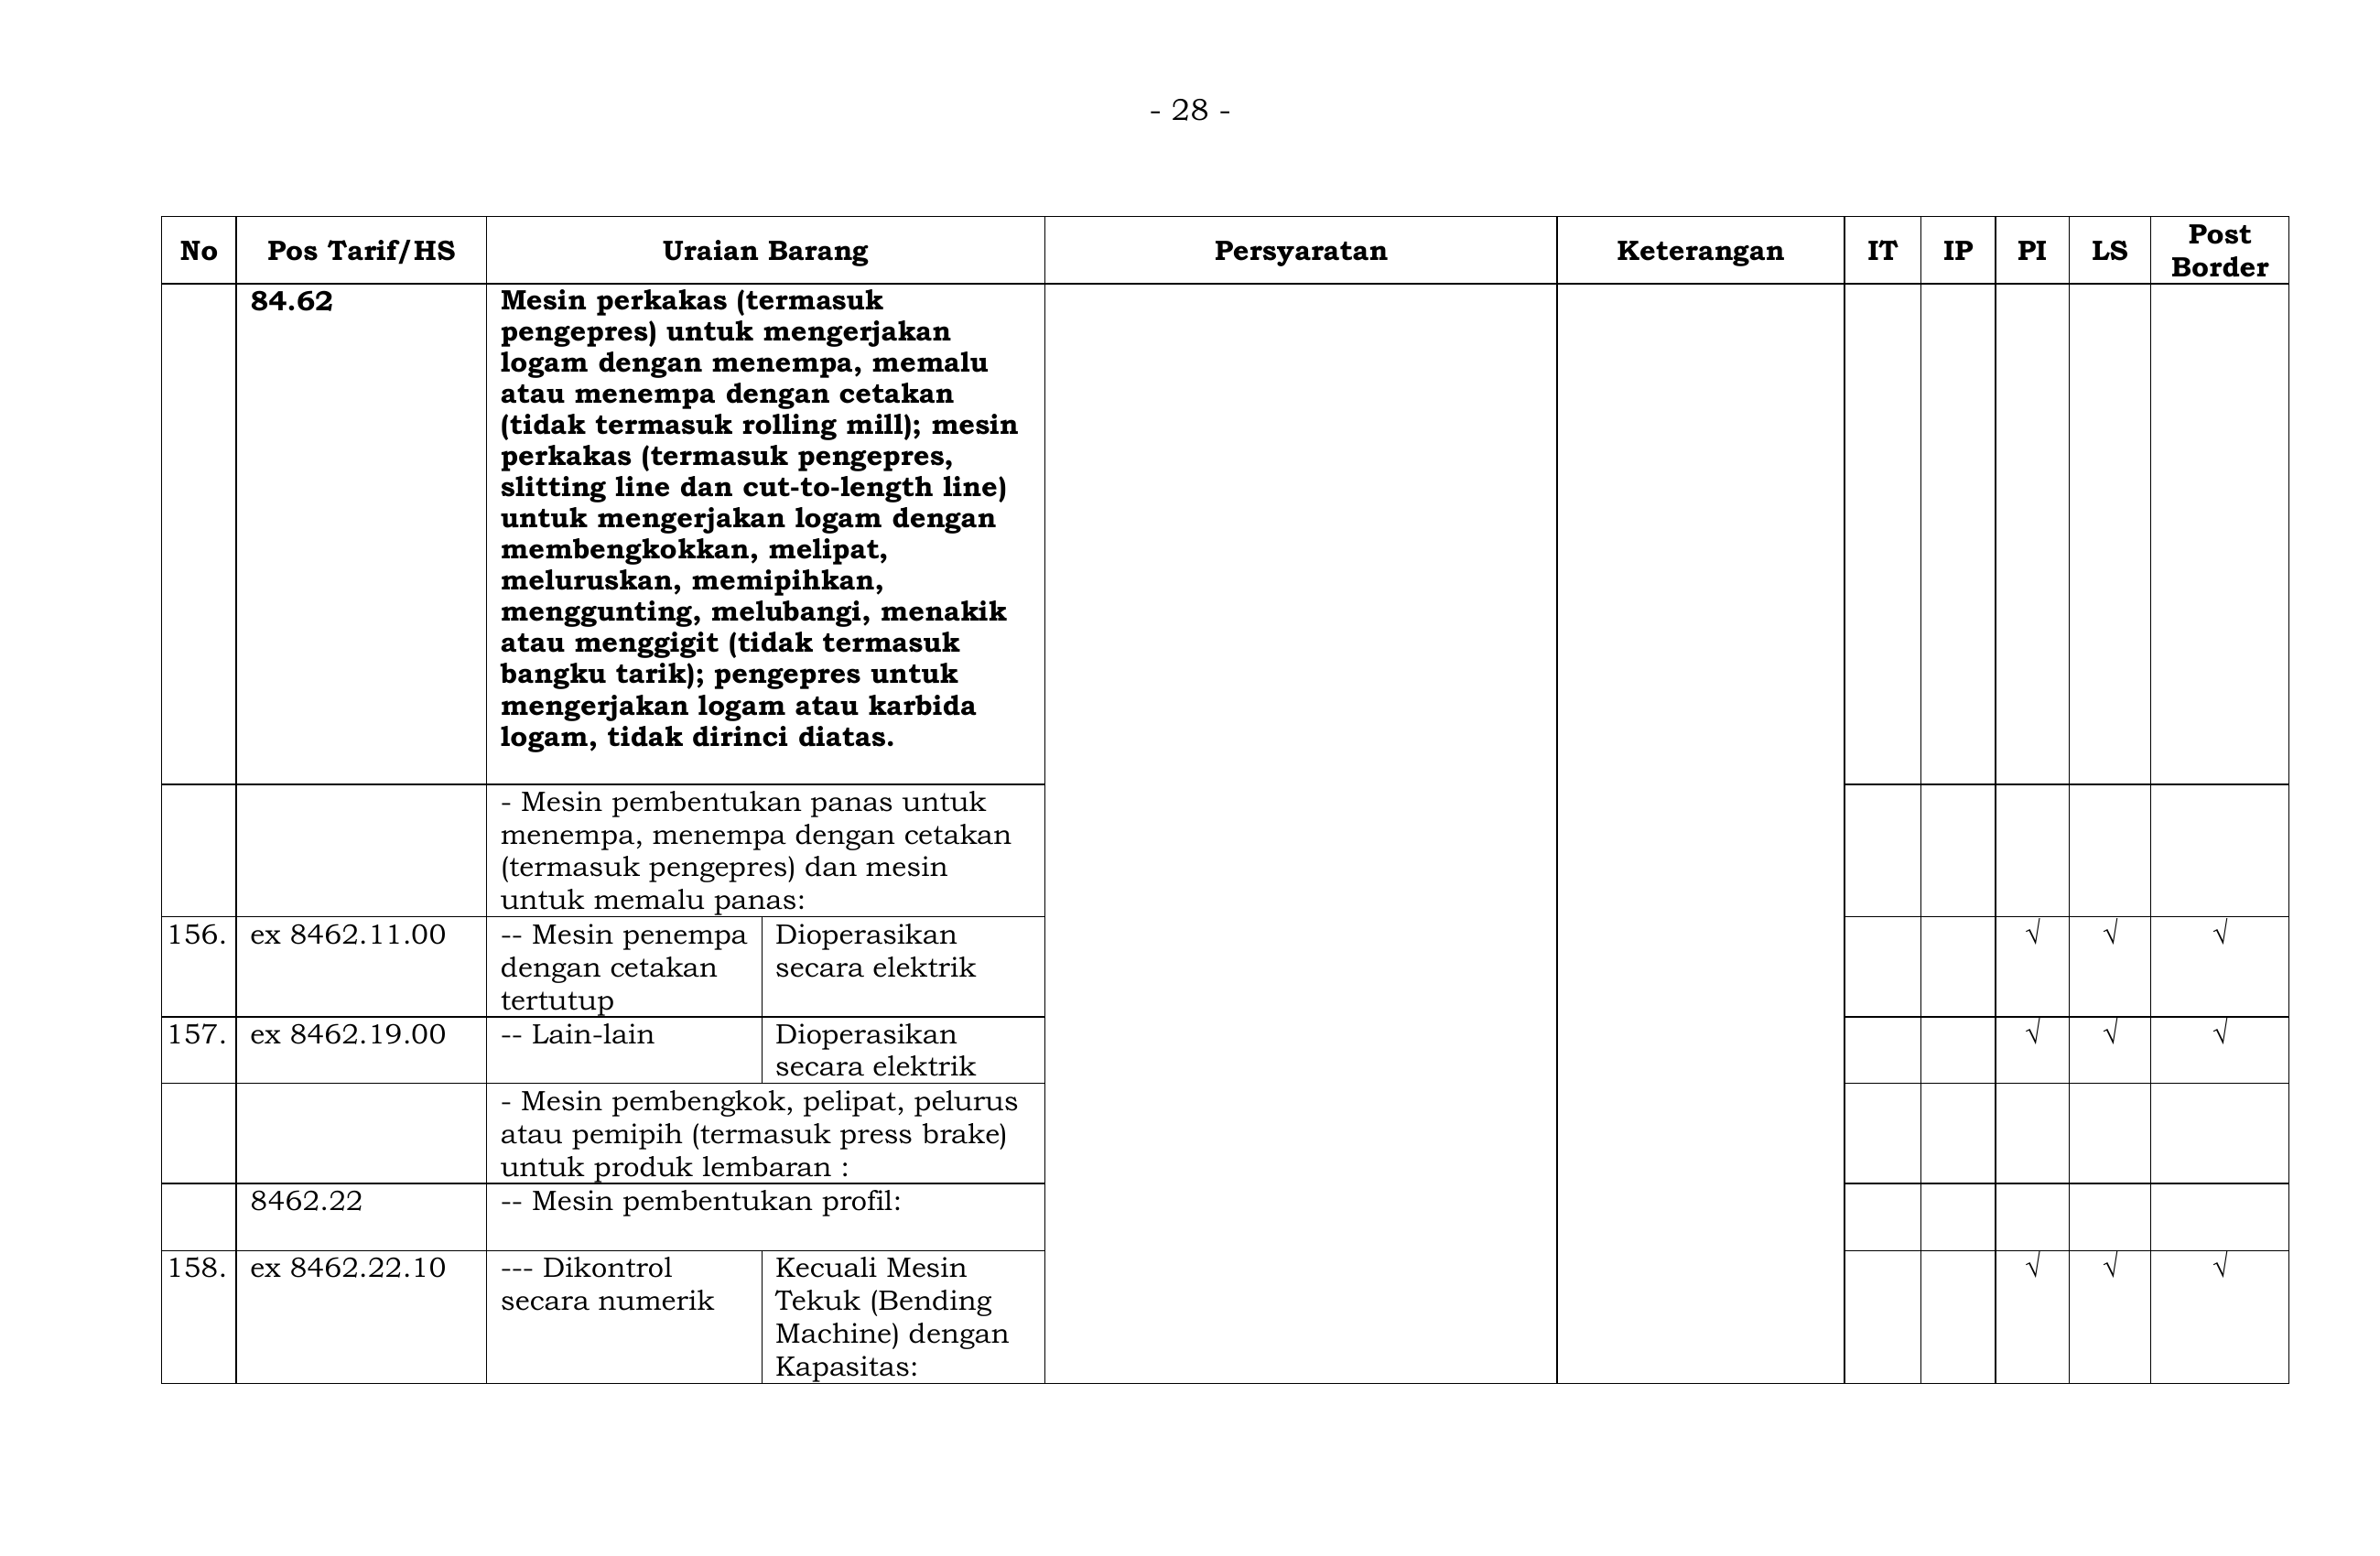 - 28 -
No Pos Tarif/HS Uraian Barang Persyaratan Keterangan IT IP PI LS Post Border
84.62 Mesin perkakas (termasuk
pengepres) untuk mengerjakan
logam dengan menempa, memalu
atau menempa dengan cetakan
(tidak termasuk rolling mill); mesin
perkakas (termasuk pengepres,
slitting line dan cut-to-length line)
untuk mengerjakan logam dengan
membengkokkan, melipat,
meluruskan, memipihkan,
menggunting, melubangi, menakik
atau menggigit (tidak termasuk
bangku tarik); pengepres untuk
mengerjakan logam atau karbida
logam, tidak dirinci diatas.
- Mesin pembentukan panas untuk
menempa, menempa dengan cetakan
(termasuk pengepres) dan mesin
untuk memalu panas:
156. ex 8462.11.00 -- Mesin penempa Dioperasikan √ √ √
dengan cetakan secara elektrik
tertutup
157. ex 8462.19.00 -- Lain-lain Dioperasikan √ √ √
secara elektrik
- Mesin pembengkok, pelipat, pelurus
atau pemipih (termasuk press brake)
untuk produk lembaran :
8462.22 -- Mesin pembentukan profil:
158. ex 8462.22.10 --- Dikontrol Kecuali Mesin √ √ √
secara numerik Tekuk (Bending
Machine) dengan
Kapasitas: